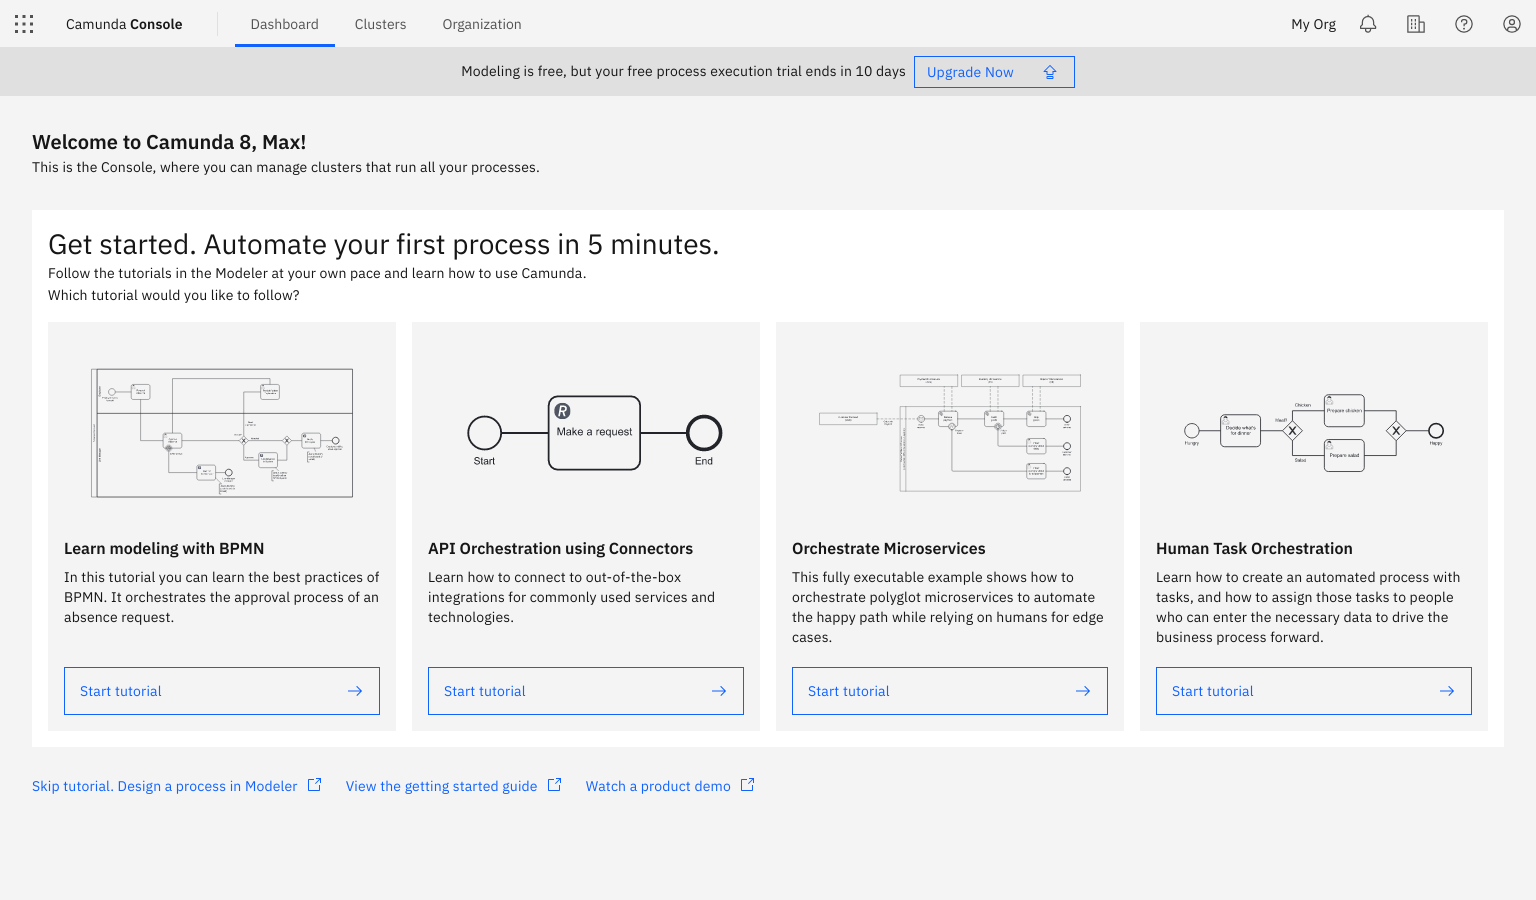 Camunda Console
Dashboard
Clusters
Organization
My Org
Modeling is free, but your free process execution trial ends in 10 days
Upgrade Now
Welcome to Camunda 8, Max!
This is the Console, where you can manage clusters that run all your processes.
Get started. Automate your first process in 5 minutes.
Follow the tutorials in the Modeler at your own pace and learn how to use Camunda.
Which tutorial would you like to follow?
Learn modeling with BPMN
In this tutorial you can learn the best practices of
BPMN. It orchestrates the approval process of an
absence request.
Start tutorial
R
Make a request
Start
End
API Orchestration using Connectors
Learn how to connect to out-of-the-box
integrations for commonly used services and
technologies.
Start tutorial
Orchestrate Microservices
This fully executable example shows how to
orchestrate polyglot microservices to automate
the happy path while relying on humans for edge
cases.
Start tutorial
Hungry
Decide what's
for dinner
Meal?
Chicken
Prepare chicken
Salad
Prepare salad
Happy
Human Task Orchestration
Learn how to create an automated process with
tasks, and how to assign those tasks to people
who can enter the necessary data to drive the
business process forward.
Start tutorial
Skip tutorial. Design a process in Modeler
View the getting started guide
Watch a product demo